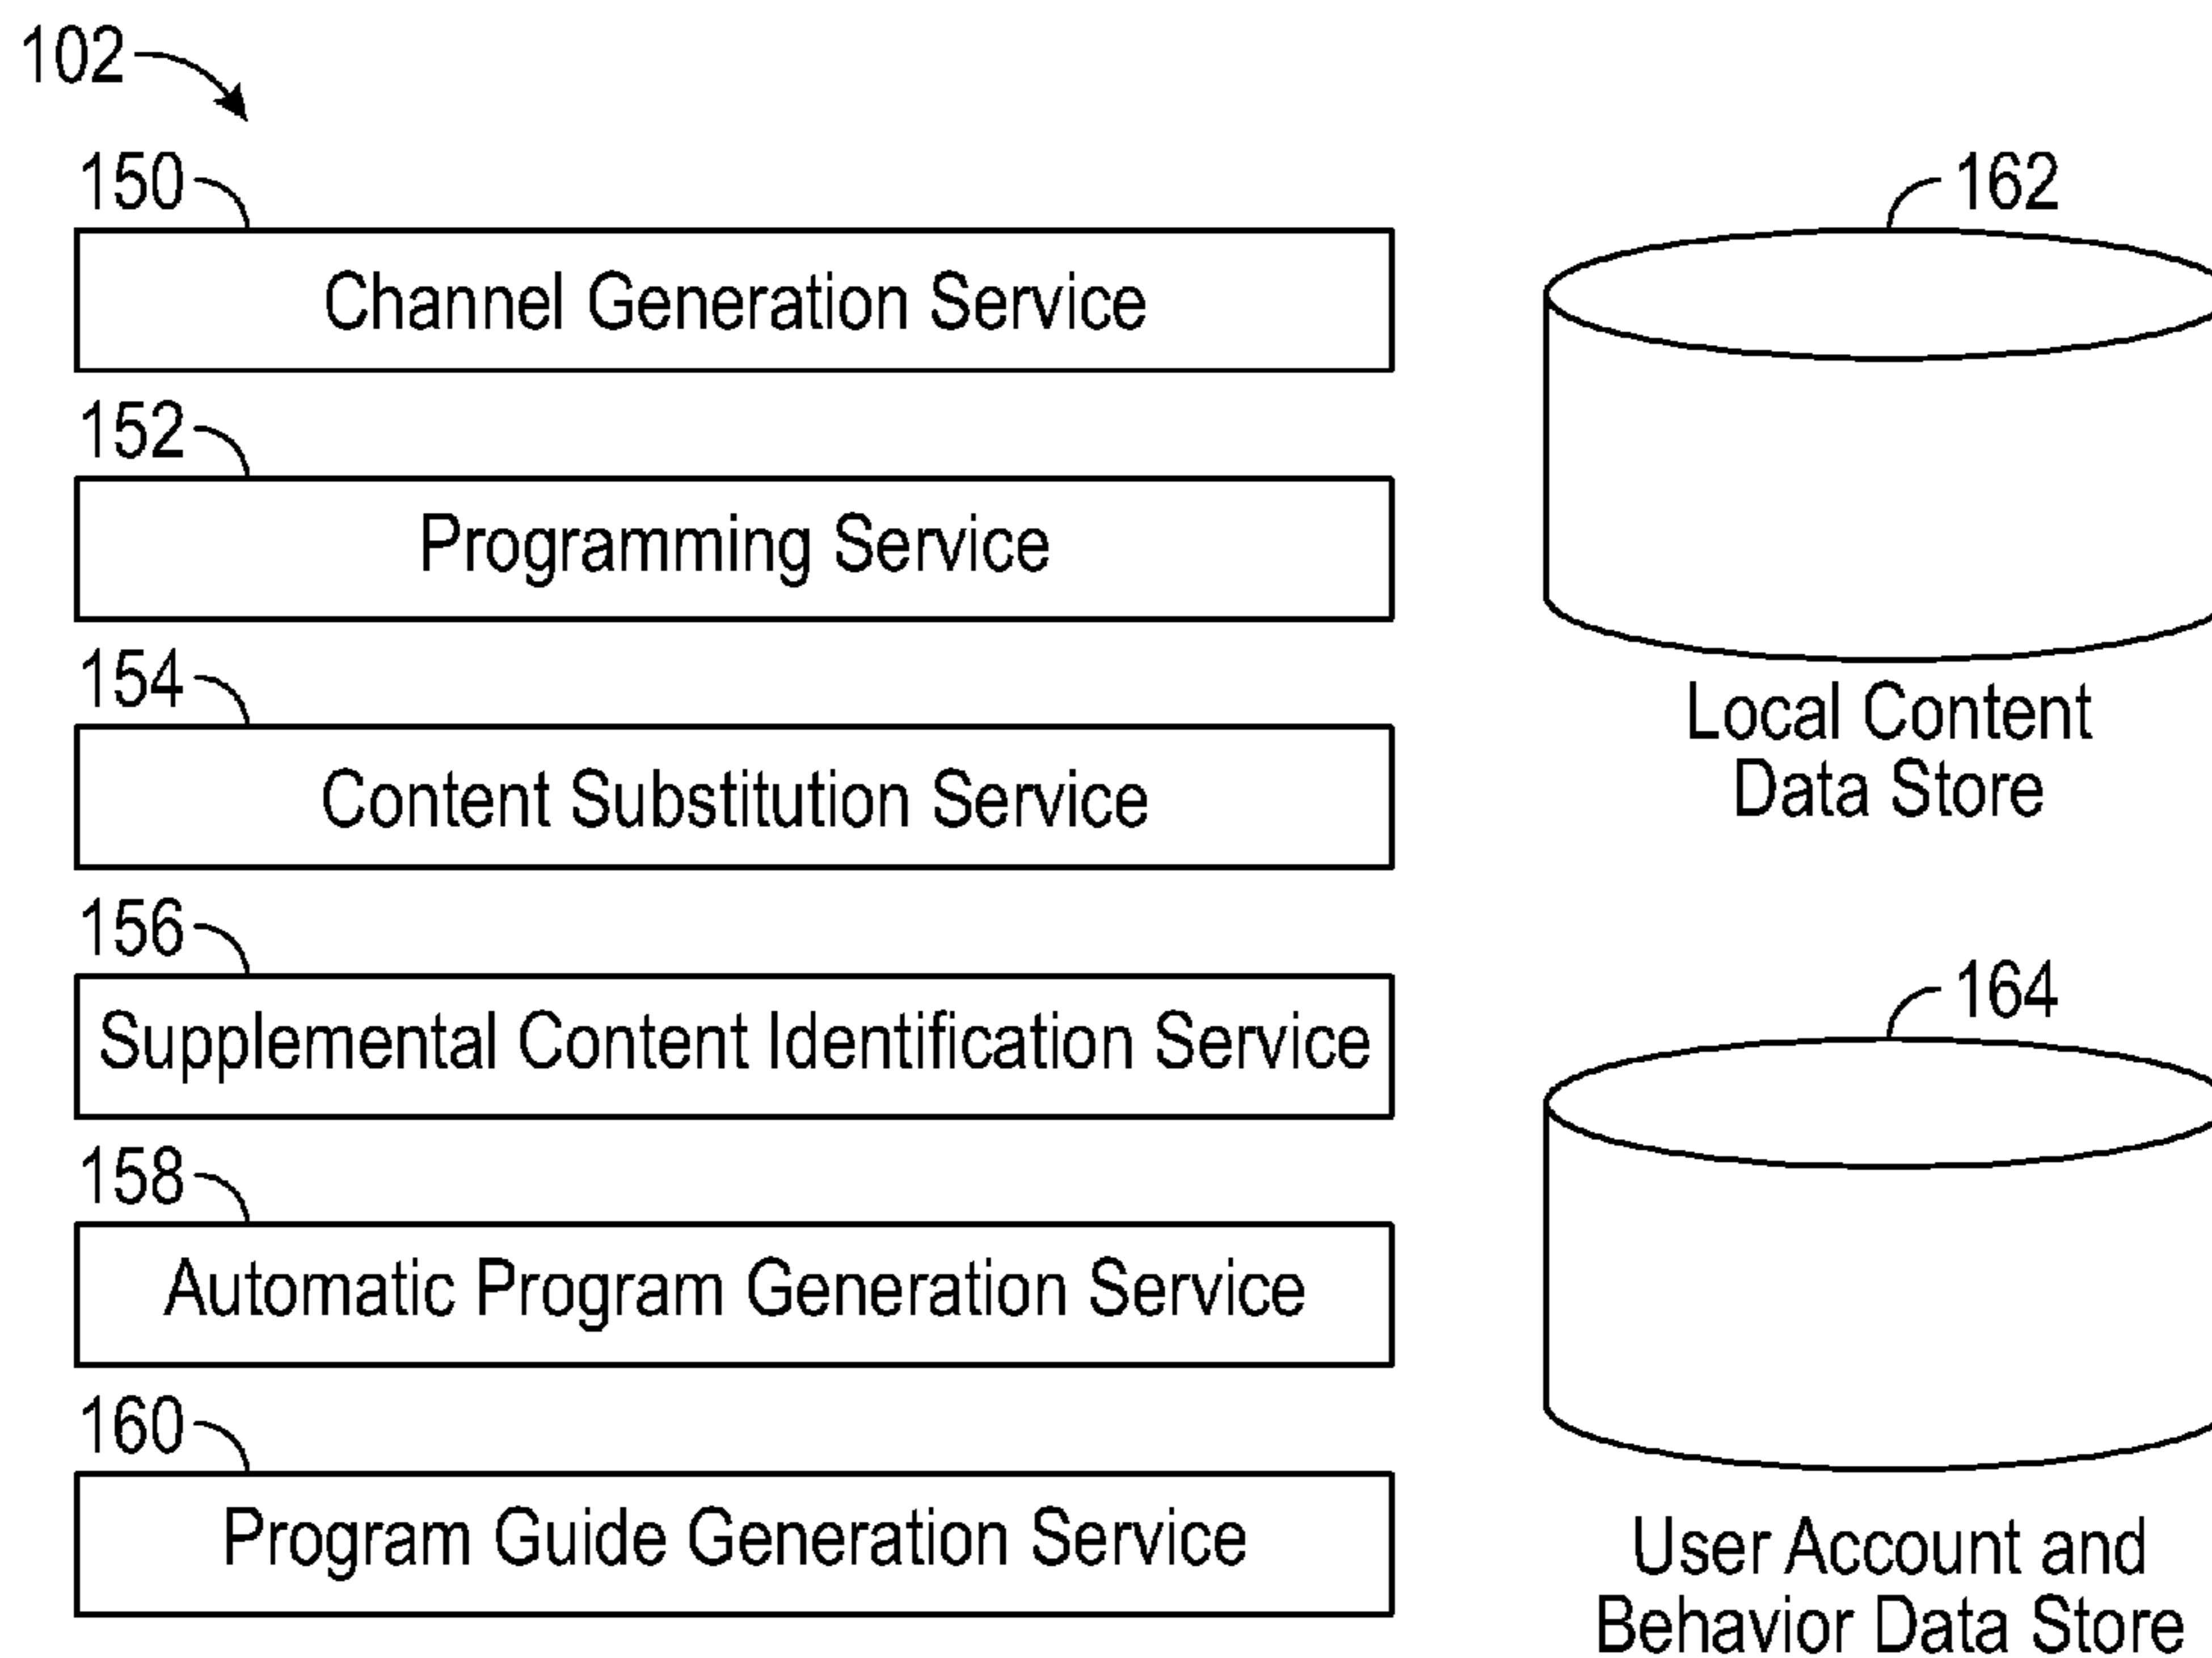 102
150
Channel Generation Service
152
Programming Service
154
Content Substitution Service
156
Supplemental Content Identification Service
158
Automatic Program Generation Service
160
Program Guide Generation Service
162
Local Content
Data Store
164
User Account and
Behavior Data Store